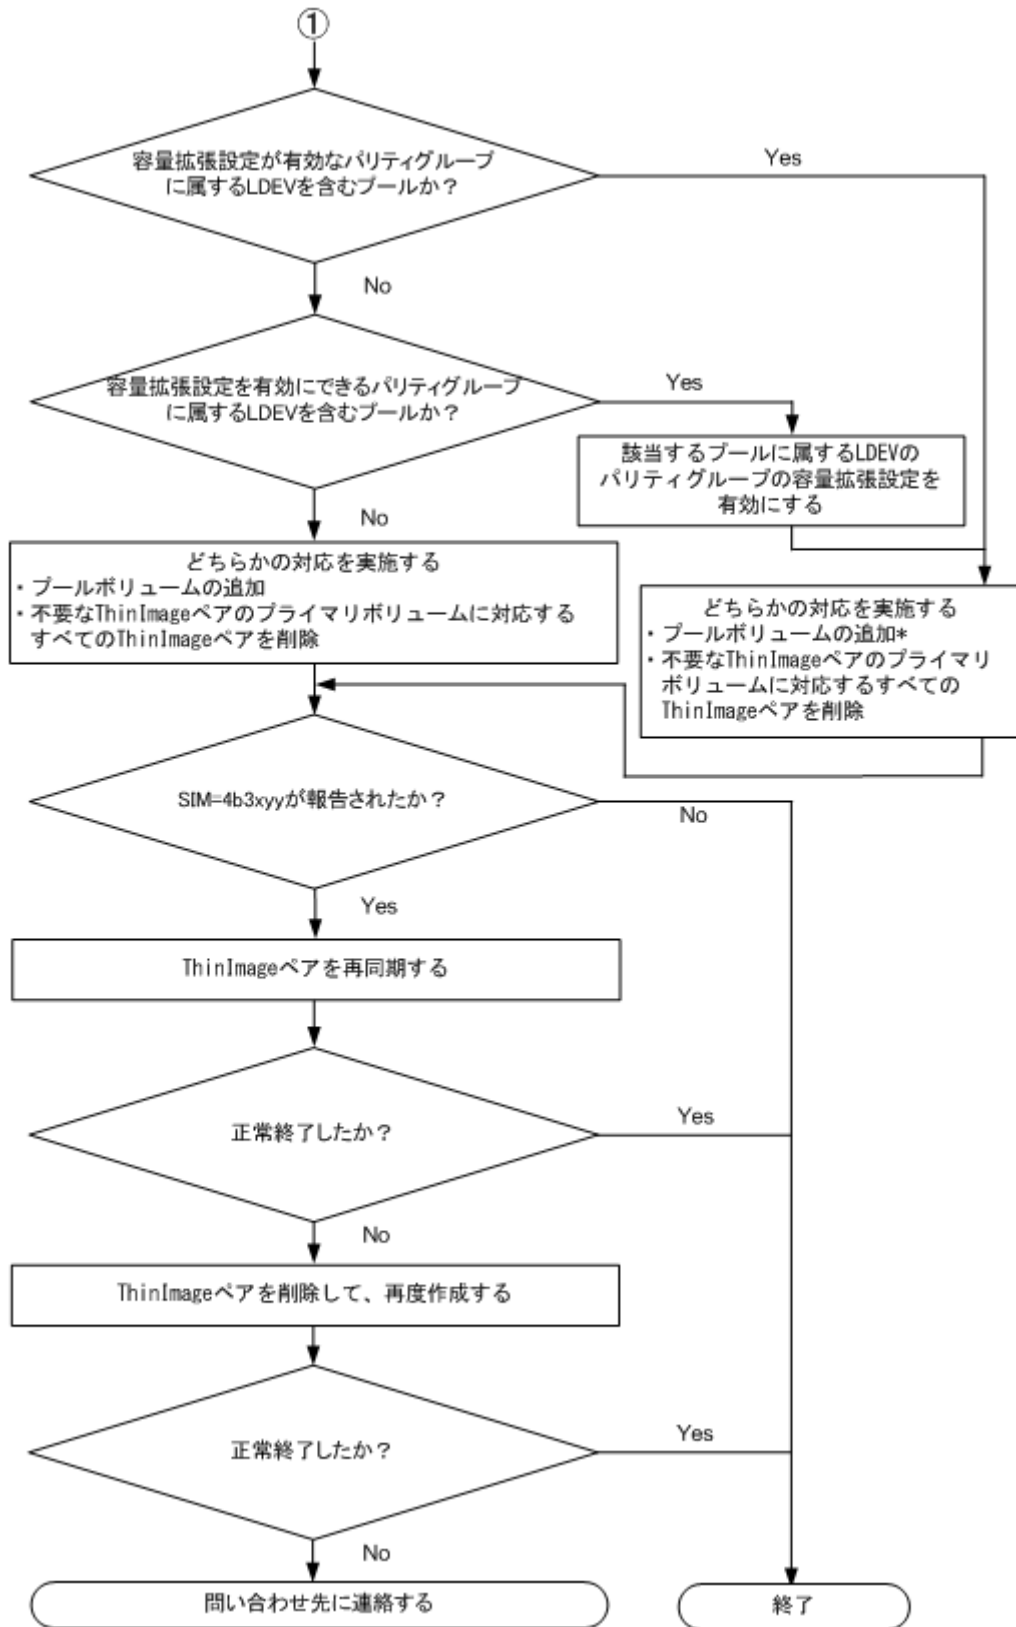 ①
容量拡張設定が有効なパリティグループ
に属するLDEVを含むプールか？
Yes
No
容量拡張設定を有効にできるパリティグループ
に属するLDEVを含むプールか？
Yes
該当するプールに属するLDEVの
パリティグループの容量拡張設定を
有効にする
No
どちらかの対応を実施する
・プールボリュームの追加
・不要なThinImageペアのプライマリボリュームに対応する
すべてのThinImageペアを削除
どちらかの対応を実施する
・プールボリュームの追加*
・不要なThinImageペアのプライマリ
ボリュームに対応するすべての
ThinImageペアを削除
SIM=4b3xyyが報告されたか？
No
Yes
ThinImageペアを再同期する
正常終了したか？
Yes
No
ThinImageペアを削除して、再度作成する
正常終了したか？
Yes
No
問い合わせ先に連絡する
終了